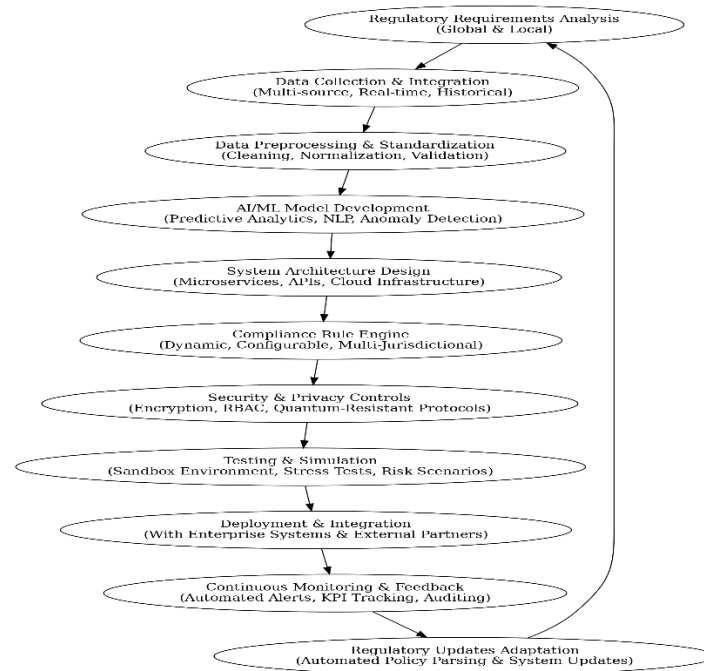 Regulatory Requirements Analysis
(Global & Local)
Data Collection & Integration
(Multi-source, Real-time, Historical)
Data Preprocessing & Standardization
(Cleaning, Normalization, Validation)
AI/ML Model Development
(Predictive Analytics, NLP, Anomaly Detection)
System Architecture Design
(Microservices, APIs, Cloud Infrastructure)
Compliance Rule Engine
(Dynamic, Configurable, Multi-Jurisdictional)
Security & Privacy Controls
(Encryption, RBAC, Quantum-Resistant Protocols)
Testing & Simulation
(Sandbox Environment, Stress Tests, Risk Scenarios)
Deployment & Integration
(With Enterprise Systems & External Partners)
Continuous Monitoring & Feedback
(Automated Alerts, KPI Tracking, Auditing)
Regulatory Updates Adaptation
(Automated Policy Parsing & System Updates)